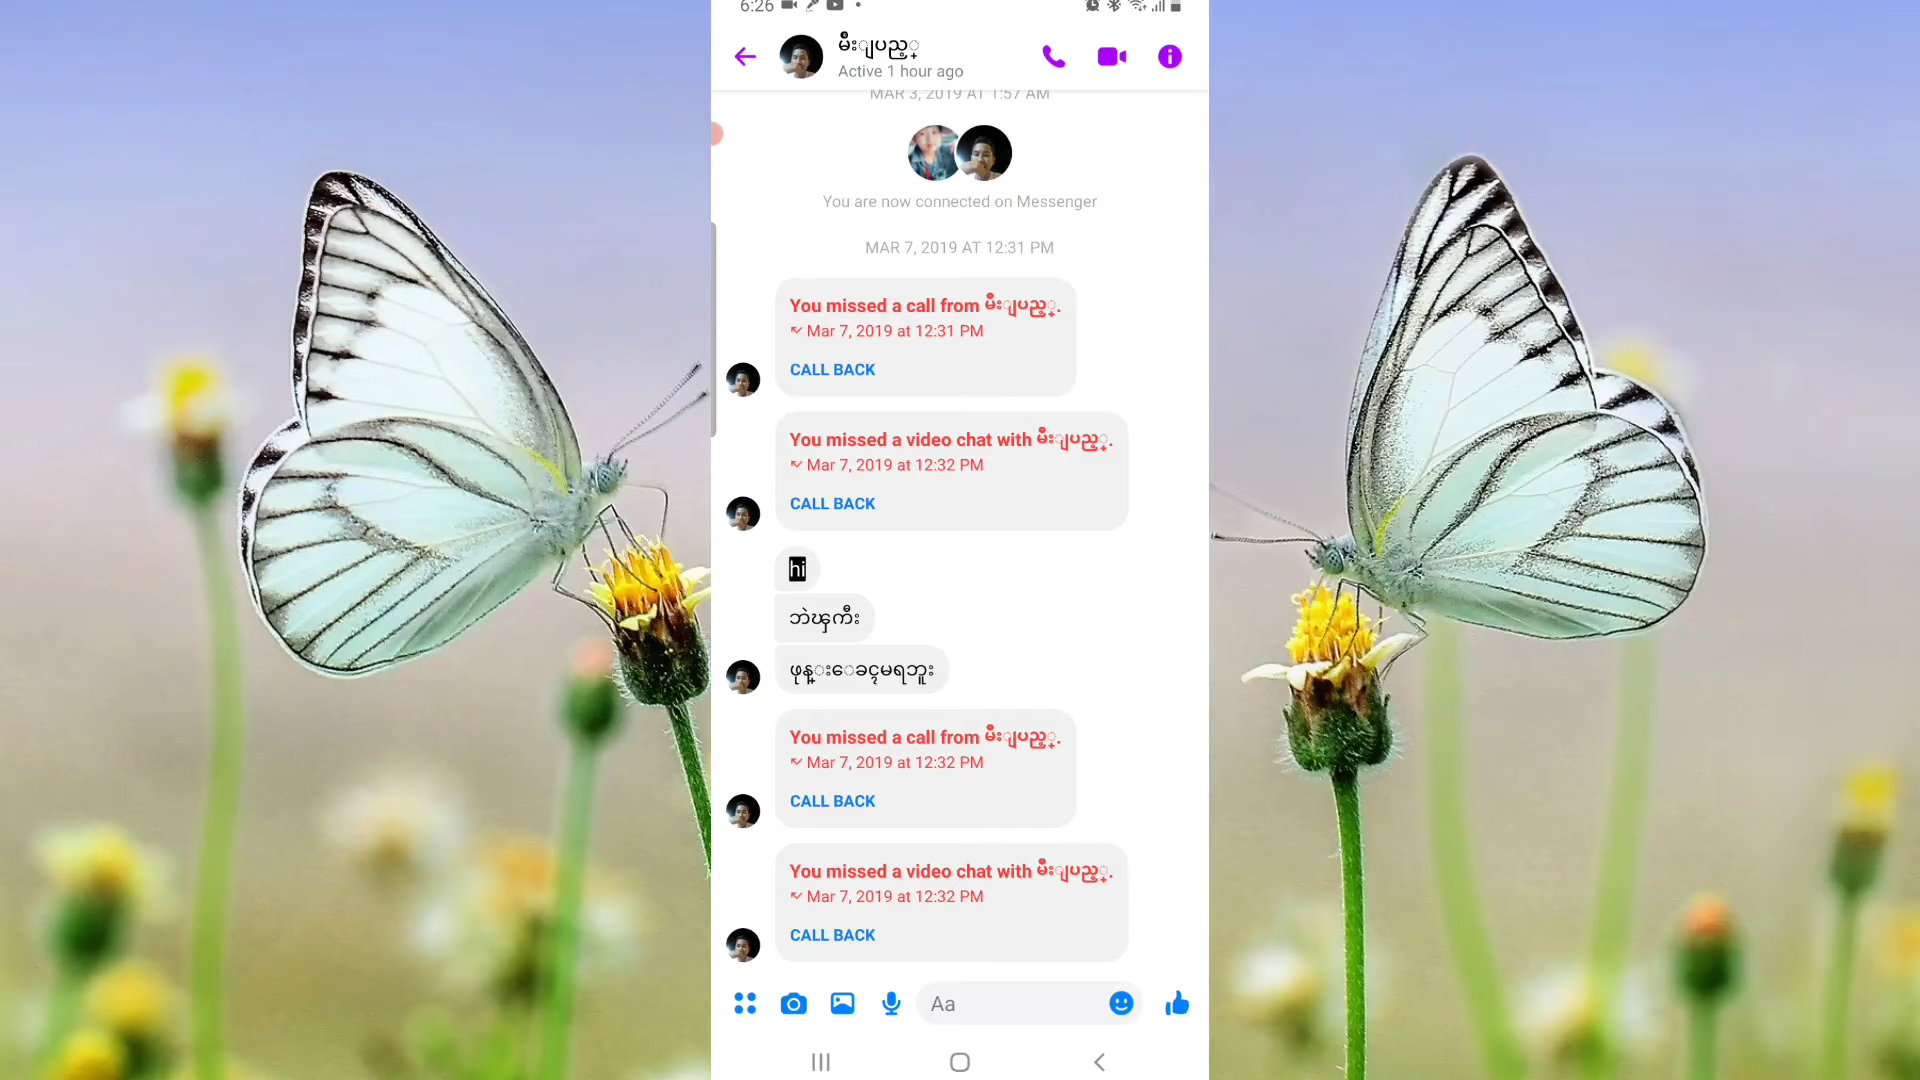 6:26
မီးျပည့္
Active 1 hour ago
MAR 3, 2019 AT 1:57 AM
You are now connected on Messenger
MAR 7, 2019 AT 12:31 PM
You missed a call from မီးျပည့္.
Mar 7, 2019 at 12:31 PM
CALL BACK
You missed a video chat with မီးျပည့္.
Mar 7, 2019 at 12:32 PM
CALL BACK
hi
ဘဲၾကီး
ဖုန္းေခၚမရဘူး
You missed a call from မီးျပည့္.
Mar 7, 2019 at 12:32 PM
CALL BACK
You missed a video chat with မီးျပည့္.
Mar 7, 2019 at 12:32 PM
CALL BACK
Aa